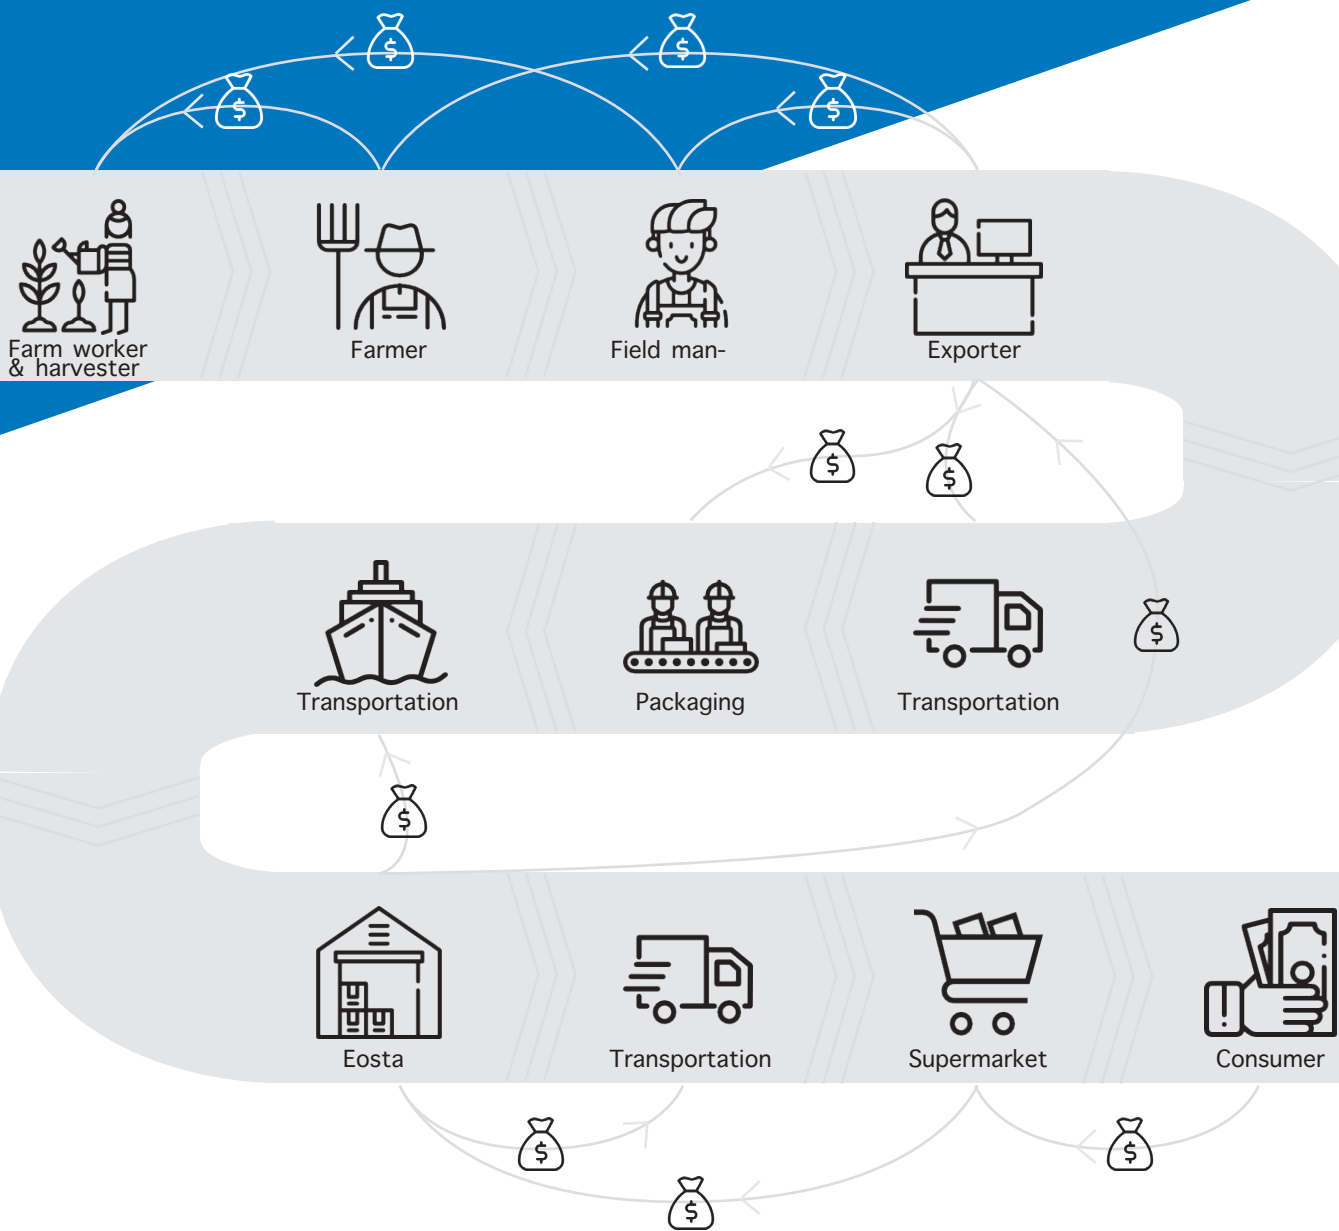 $
$
$
$
Farm worker
& harvester
Farmer
Field man-
Exporter
$
$
$
Transportation
Packaging
Transportation
$
Eosta
Transportation
Supermarket
Consumer
$
$
$